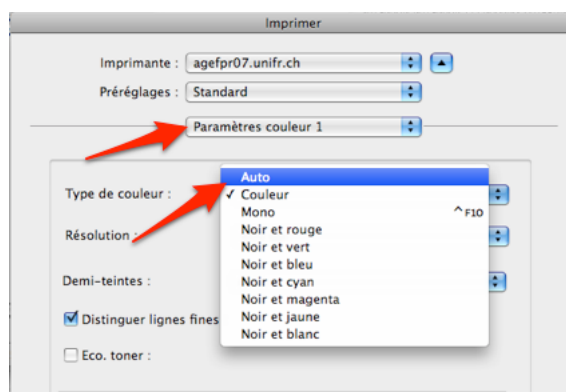 Imprimer
Imprimante : agefpr07.unifr.ch
Préréglages : Standard
Paramètres couleur 1
Auto
Type de couleur : ✓ Couleur
Mono ^F10
Noir et rouge
Résolution :
Noir et vert
Noir et bleu
Demi-teintes : Noir et cyan
Noir et magenta
Distinguer lignes fines Noir et jaune
Noir et blanc
Eco. toner :